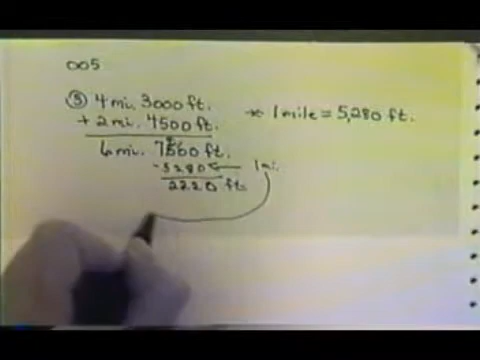 005
⑤ 4 mi. 3000 ft.
+ 2 mi. 4500 ft.
* 1 mile = 5,280 ft.
6 mi. 7500 ft.
-5280 ← 1 mi.
2220 ft.